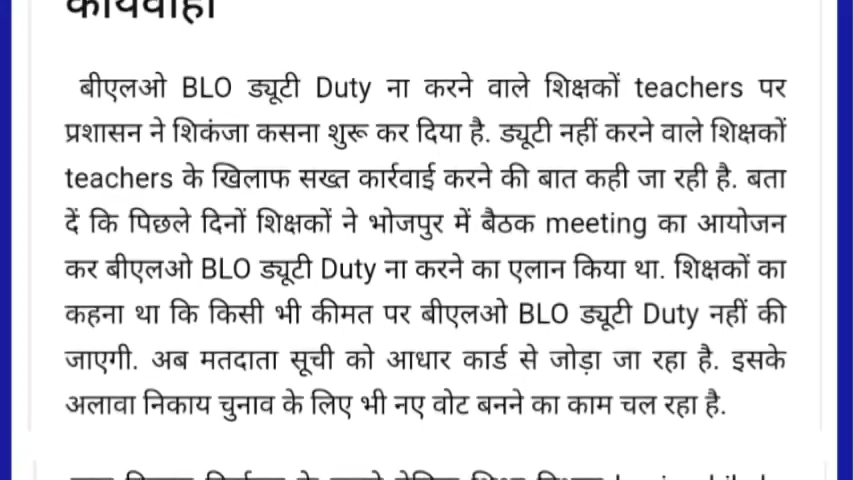 कार्यवाही
बीएलओ BLO ड्यूटी Duty ना करने वाले शिक्षकों teachers पर
प्रशासन ने शिकंजा कसना शुरू कर दिया है. ड्यूटी नहीं करने वाले शिक्षकों
teachers के खिलाफ सख्त कार्रवाई करने की बात कही जा रही है. बता
दें कि पिछले दिनों शिक्षकों ने भोजपुर में बैठक meeting का आयोजन
कर बीएलओ BLO ड्यूटी Duty ना करने का एलान किया था. शिक्षकों का
कहना था कि किसी भी कीमत पर बीएलओ BLO ड्यूटी Duty नहीं की
जाएगी. अब मतदाता सूची को आधार कार्ड से जोड़ा जा रहा है. इसके
अलावा निकाय चुनाव के लिए भी नए वोट बनने का काम चल रहा है.